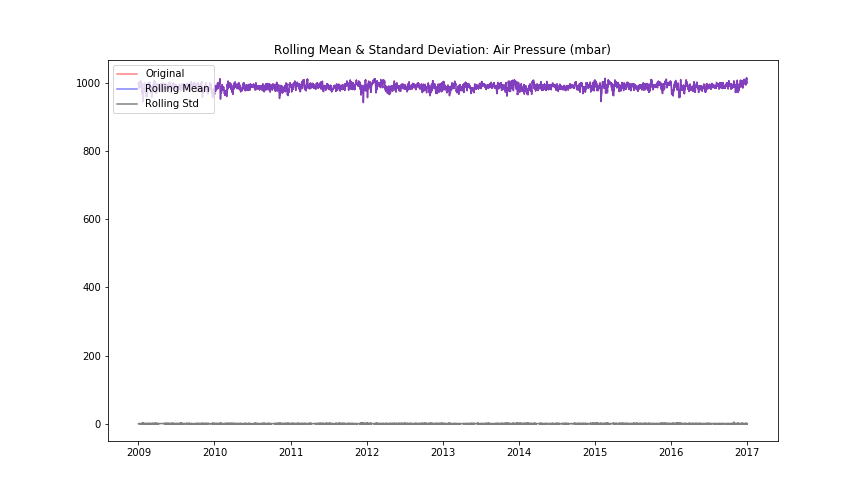 Rolling Mean & Standard Deviation: Air Pressure (mbar)
Original
Rolling Mean
Rolling Std
1000
800
600
400
200
0
2009 2010 2011 2012 2013 2014 2015 2016 2017